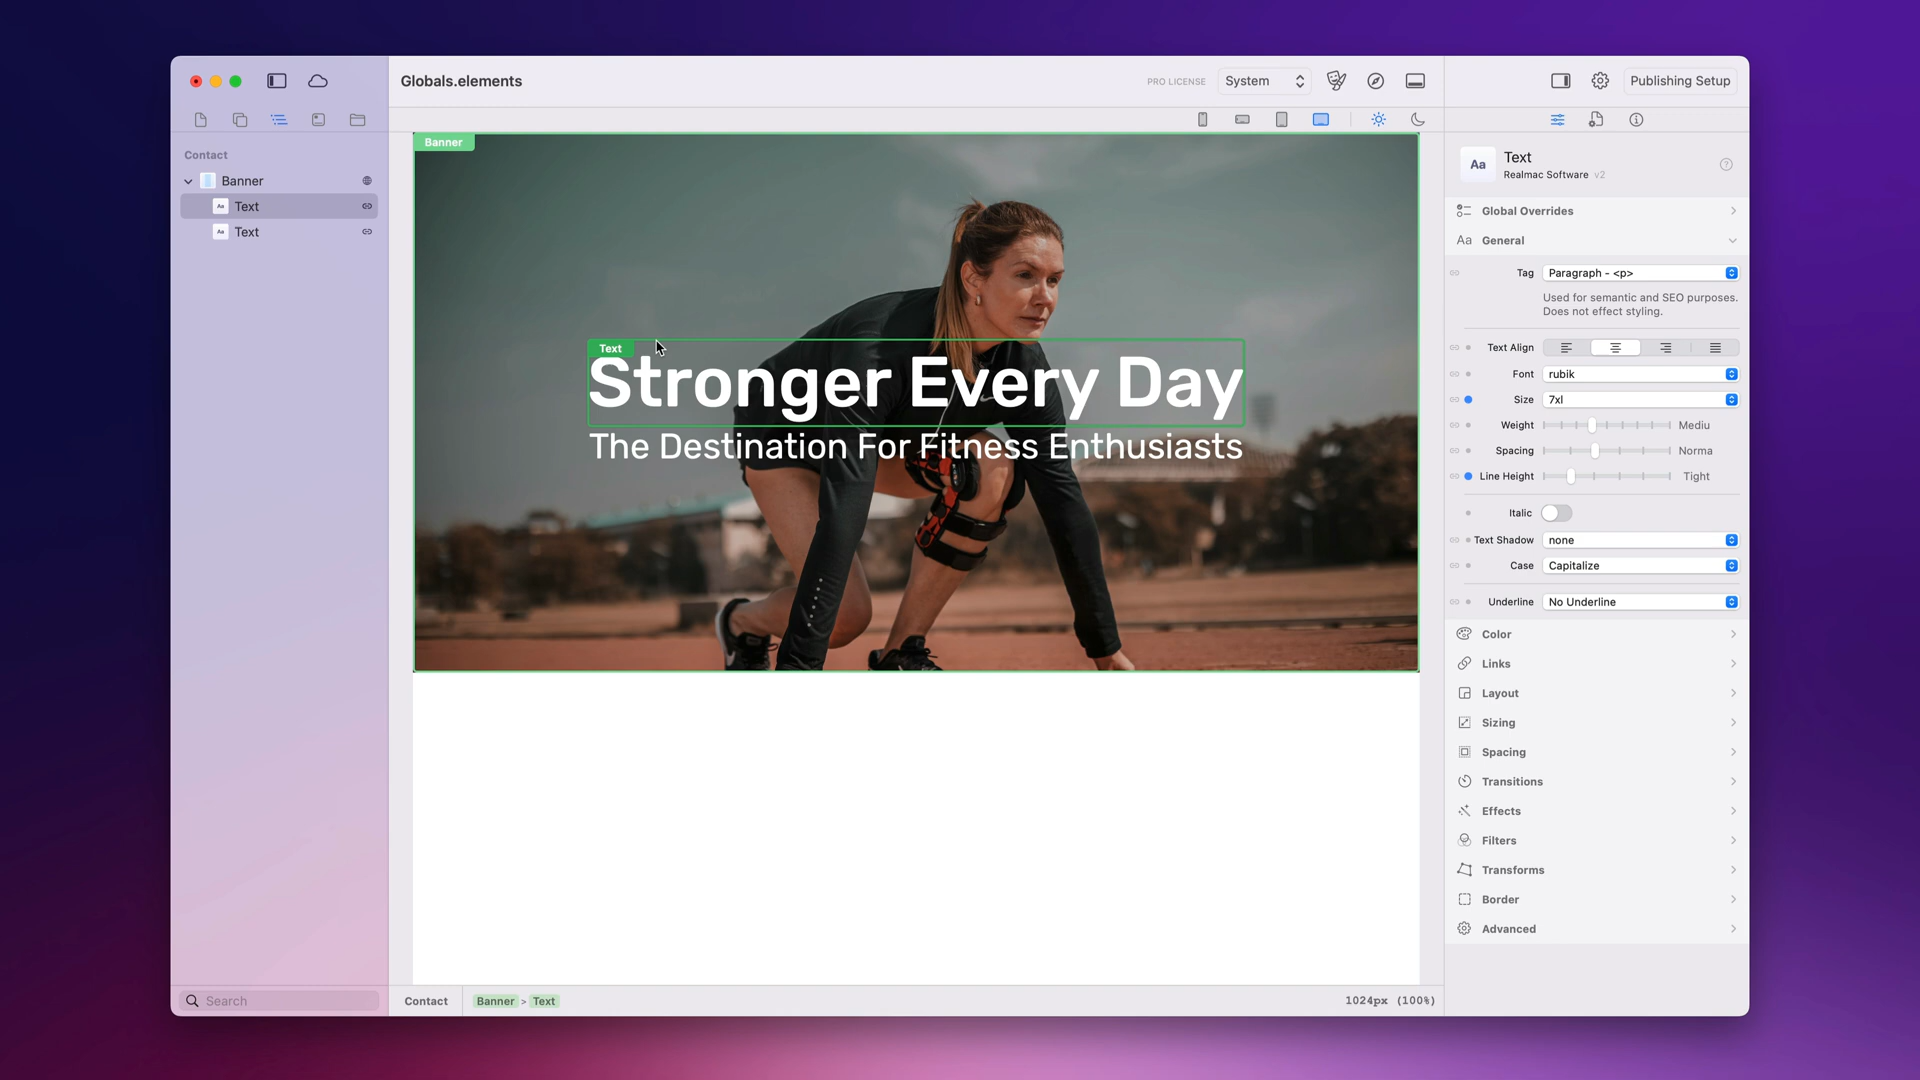 Globals.elements
PRO LICENSE
System
Publishing Setup
Contact
Banner
Aa Text
Aa Text
Search
Banner
Text
Stronger Every Day
The Destination For Fitness Enthusiasts
Contact
Banner > Text
1024px (100%)
Aa
Text
Realmac Software v2
?
Global Overrides
Aa General
Tag Paragraph - <p>
Used for semantic and SEO purposes.
Does not effect styling.
Text Align
Font rubik
Size 7xl
Weight Mediu
Spacing Norma
Line Height Tight
Italic
Text Shadow none
Case Capitalize
Underline No Underline
Color
Links
Layout
Sizing
Spacing
Transitions
Effects
Filters
Transforms
Border
Advanced